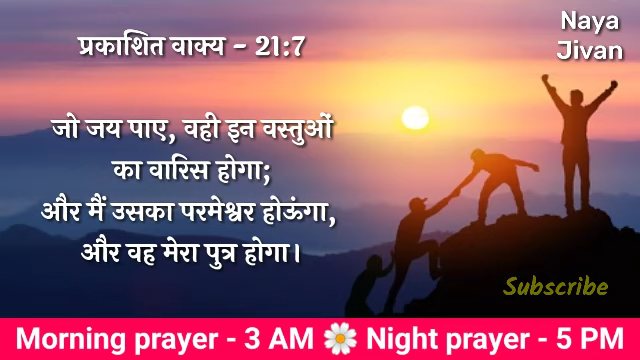 प्रकाशित वाक्य - 21:7
Naya
Jivan
जो जय पाए, वही इन वस्तुओं
का वारिस होगा;
और मैं उसका परमेश्वर होऊंगा,
और वह मेरा पुत्र होगा।
Subscribe
Morning prayer - 3 AM 🌼 Night prayer - 5 PM